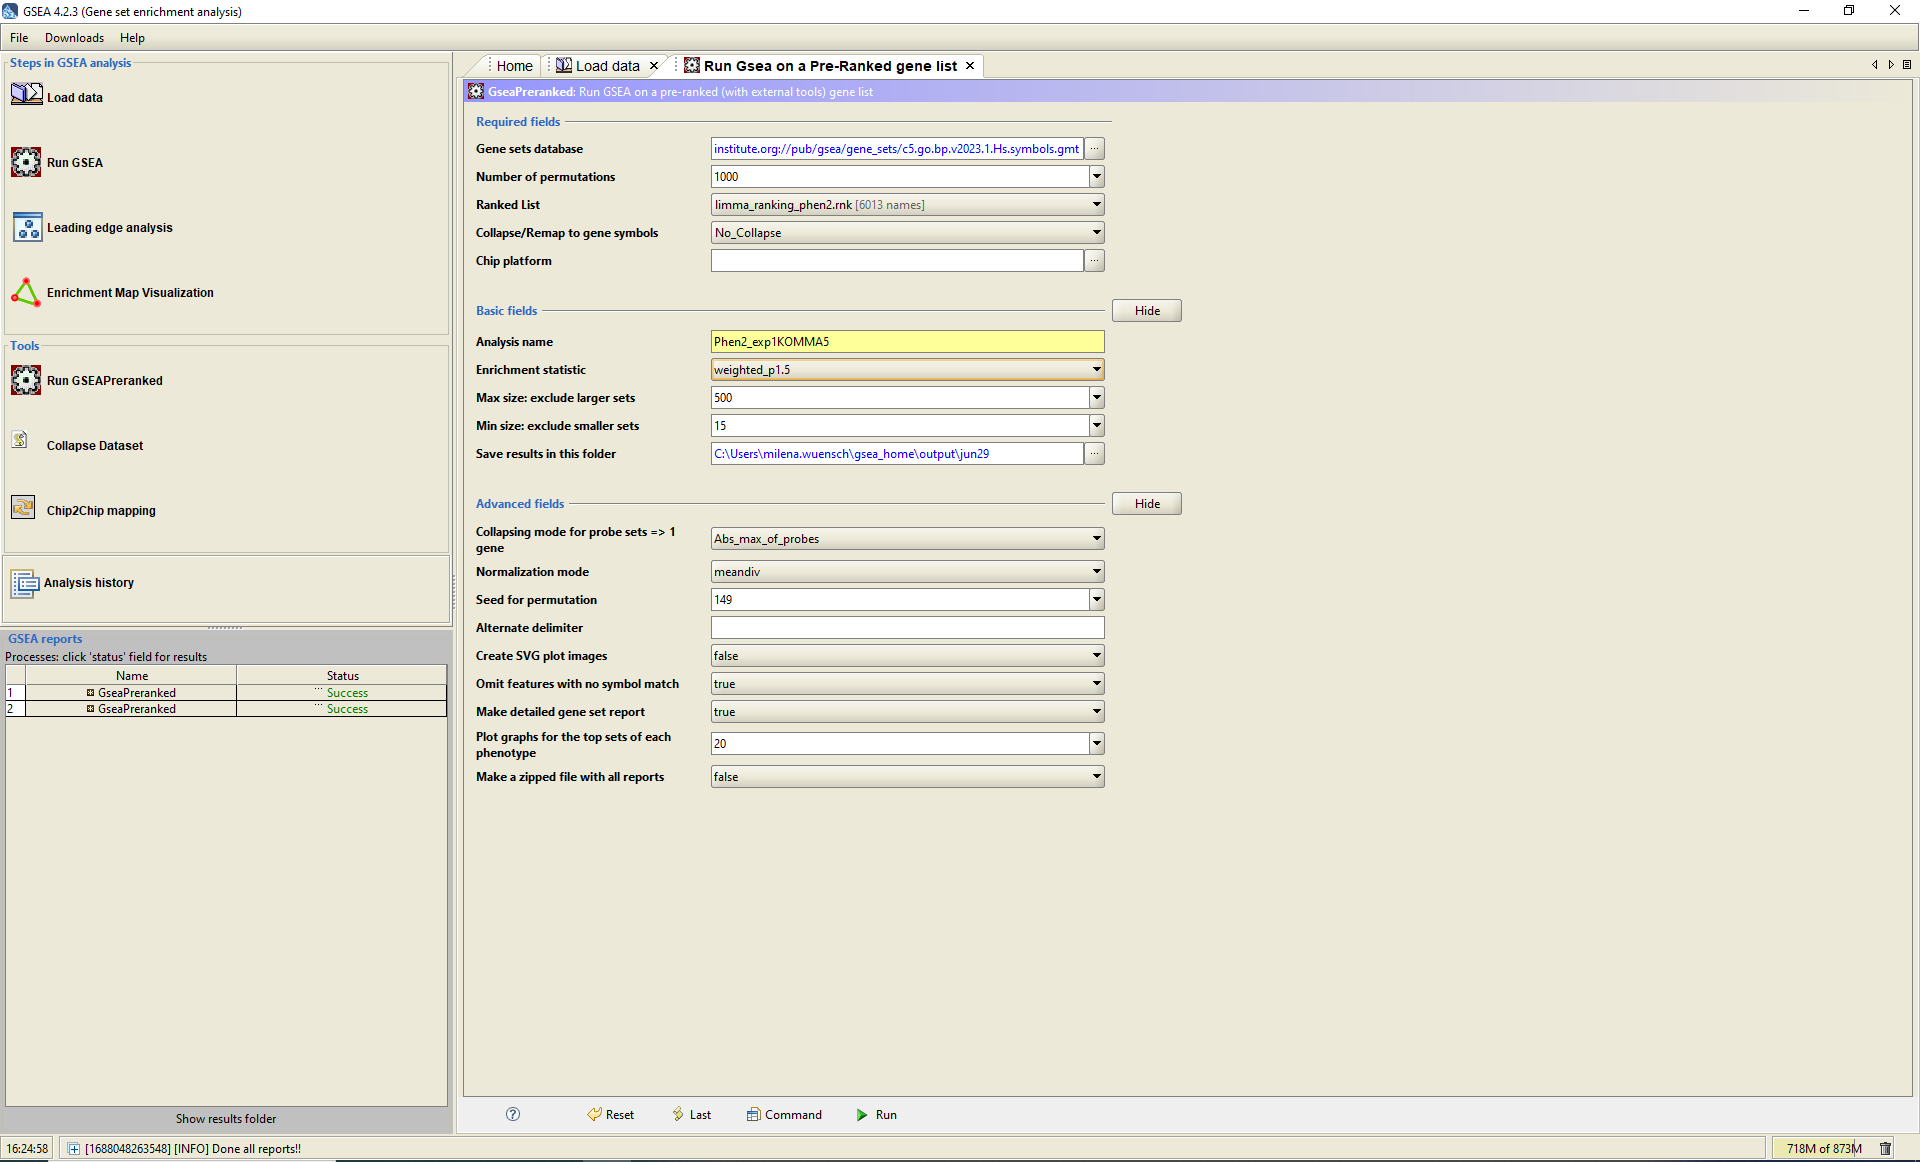 GSEA 4.2.3 (Gene set enrichment analysis)
File Downloads Help
Steps in GSEA analysis
Load data
Run GSEA
Leading edge analysis
Enrichment Map Visualization
Tools
Run GSEAPreranked
Collapse Dataset
Chip2Chip mapping
Analysis history
GSEA reports
Processes: click 'status' field for results
Name Status
1 GseaPreranked ... Success
2 GseaPreranked ... Success
Show results folder
Home Load data Run Gsea on a Pre-Ranked gene list
GseaPreranked: Run GSEA on a pre-ranked (with external tools) gene list
Required fields
Gene sets database institute.org://pub/gsea/gene_sets/c5.go.bp.v2023.1.Hs.symbols.gmt ...
Number of permutations 1000
Ranked List limma_ranking_phen2.rnk [6013 names]
Collapse/Remap to gene symbols No_Collapse
Chip platform ...
Basic fields Hide
Analysis name Phen2_exp1KOMMA5
Enrichment statistic weighted_p1.5
Max size: exclude larger sets 500
Min size: exclude smaller sets 15
Save results in this folder C:\Users\milena.wuensch\gsea_home\output\jun29 ...
Advanced fields Hide
Collapsing mode for probe sets => 1
gene Abs_max_of_probes
Normalization mode meandiv
Seed for permutation 149
Alternate delimiter
Create SVG plot images false
Omit features with no symbol match true
Make detailed gene set report true
Plot graphs for the top sets of each
phenotype 20
Make a zipped file with all reports false
? Reset Last Command Run
16:24:58 [1688048263548] [INFO] Done all reports!! 718M of 873M